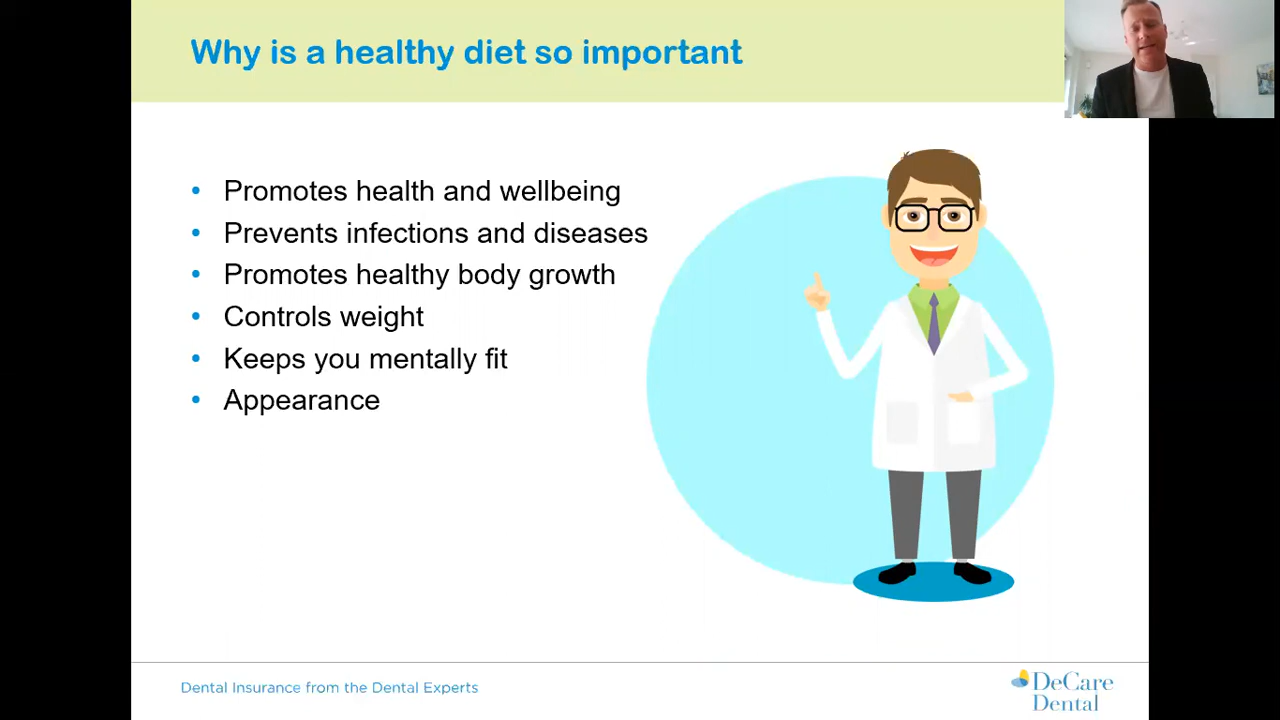 Why is a healthy diet so important
• Promotes health and wellbeing
• Prevents infections and diseases
• Promotes healthy body growth
• Controls weight
• Keeps you mentally fit
• Appearance
Dental Insurance from the Dental Experts
DeCare
Dental